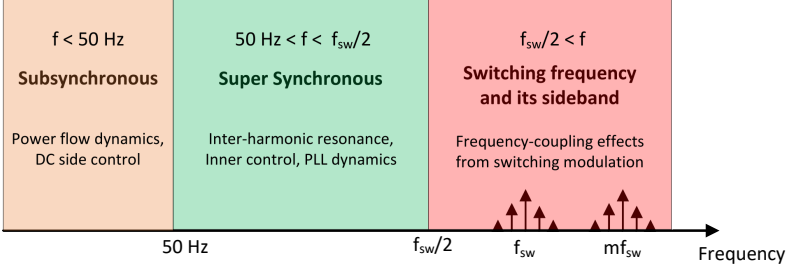 f < 50 Hz
Subsynchronous
Power flow dynamics,
DC side control
50 Hz < f < fsw/2
Super Synchronous
Inter-harmonic resonance,
Inner control, PLL dynamics
fsw/2 < f
Switching frequency
and its sideband
Frequency-coupling effects
from switching modulation
50 Hz
fsw/2
fsw
mfsw
Frequency